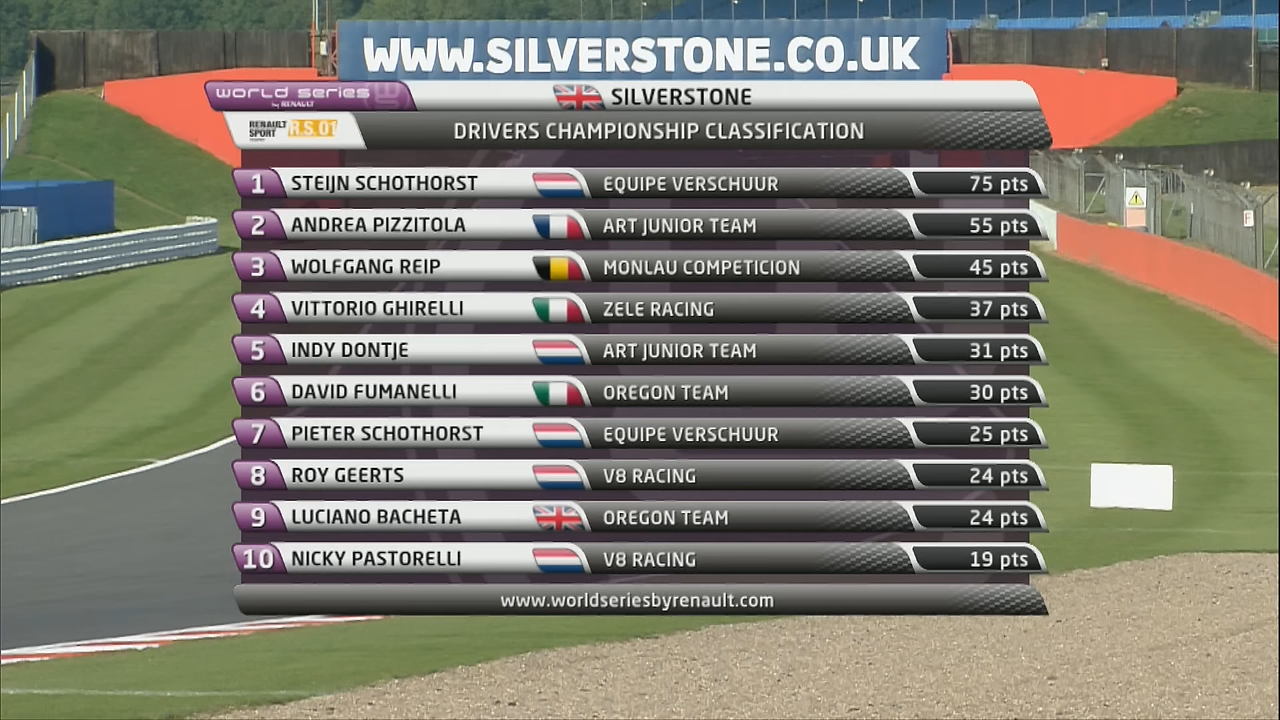 WWW.SILVERSTONE.CO.UK
WORLD SERIES
by RENAULT
SILVERSTONE
RENAULT
SPORT
R.S.01
DRIVERS CHAMPIONSHIP CLASSIFICATION
1 STEIJN SCHOTHORST EQUIPE VERSCHUUR 75 pts
2 ANDREA PIZZITOLA ART JUNIOR TEAM 55 pts
3 WOLFGANG REIP MONLAU COMPETICION 45 pts
4 VITTORIO GHIRELLI ZELE RACING 37 pts
5 INDY DONTJE ART JUNIOR TEAM 31 pts
6 DAVID FUMANELLI OREGON TEAM 30 pts
7 PIETER SCHOTHORST EQUIPE VERSCHUUR 25 pts
8 ROY GEERTS V8 RACING 24 pts
9 LUCIANO BACHETA OREGON TEAM 24 pts
10 NICKY PASTORELLI V8 RACING 19 pts
www.worldseriesbyrenault.com
F